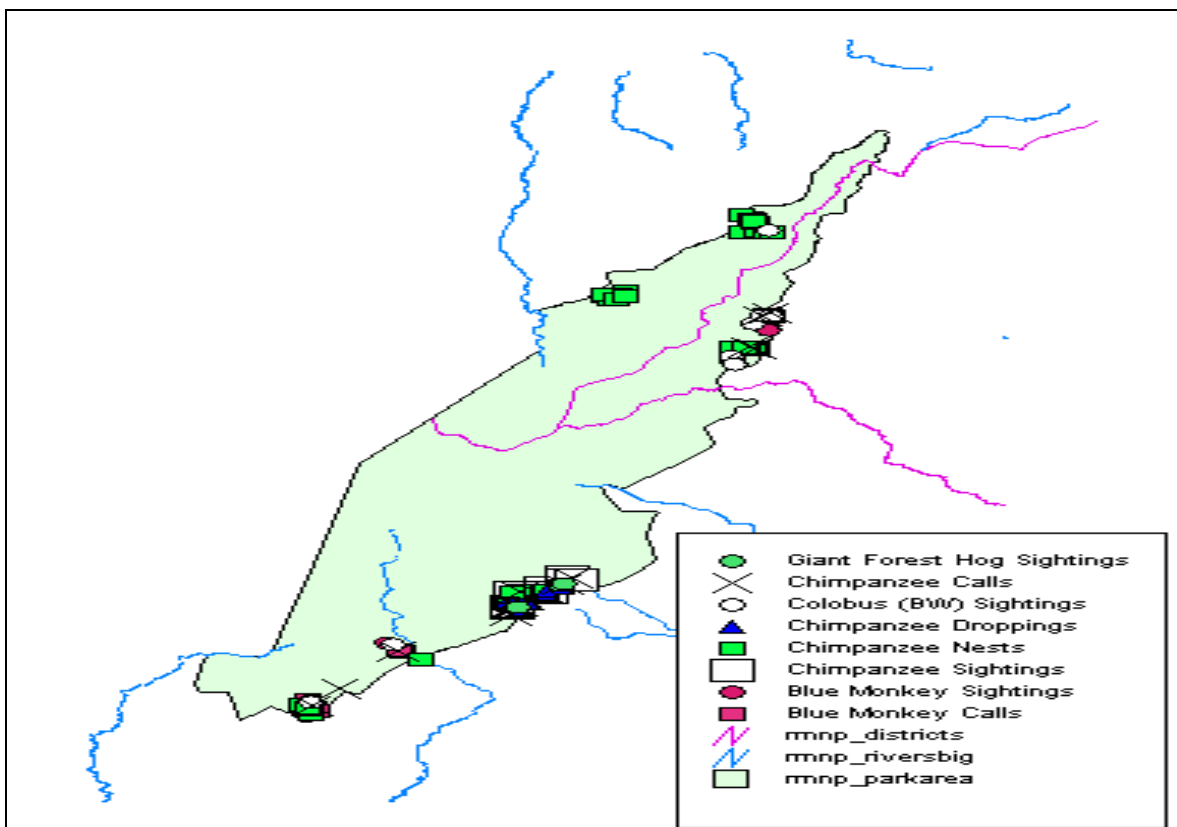 Giant Forest Hog Sightings
Chimpanzee Calls
Colobus (BW) Sightings
Chimpanzee Droppings
Chimpanzee Nests
Chimpanzee Sightings
Blue Monkey Sightings
Blue Monkey Calls
rmnp_districts
rmnp_riversbig
rmnp_parkarea